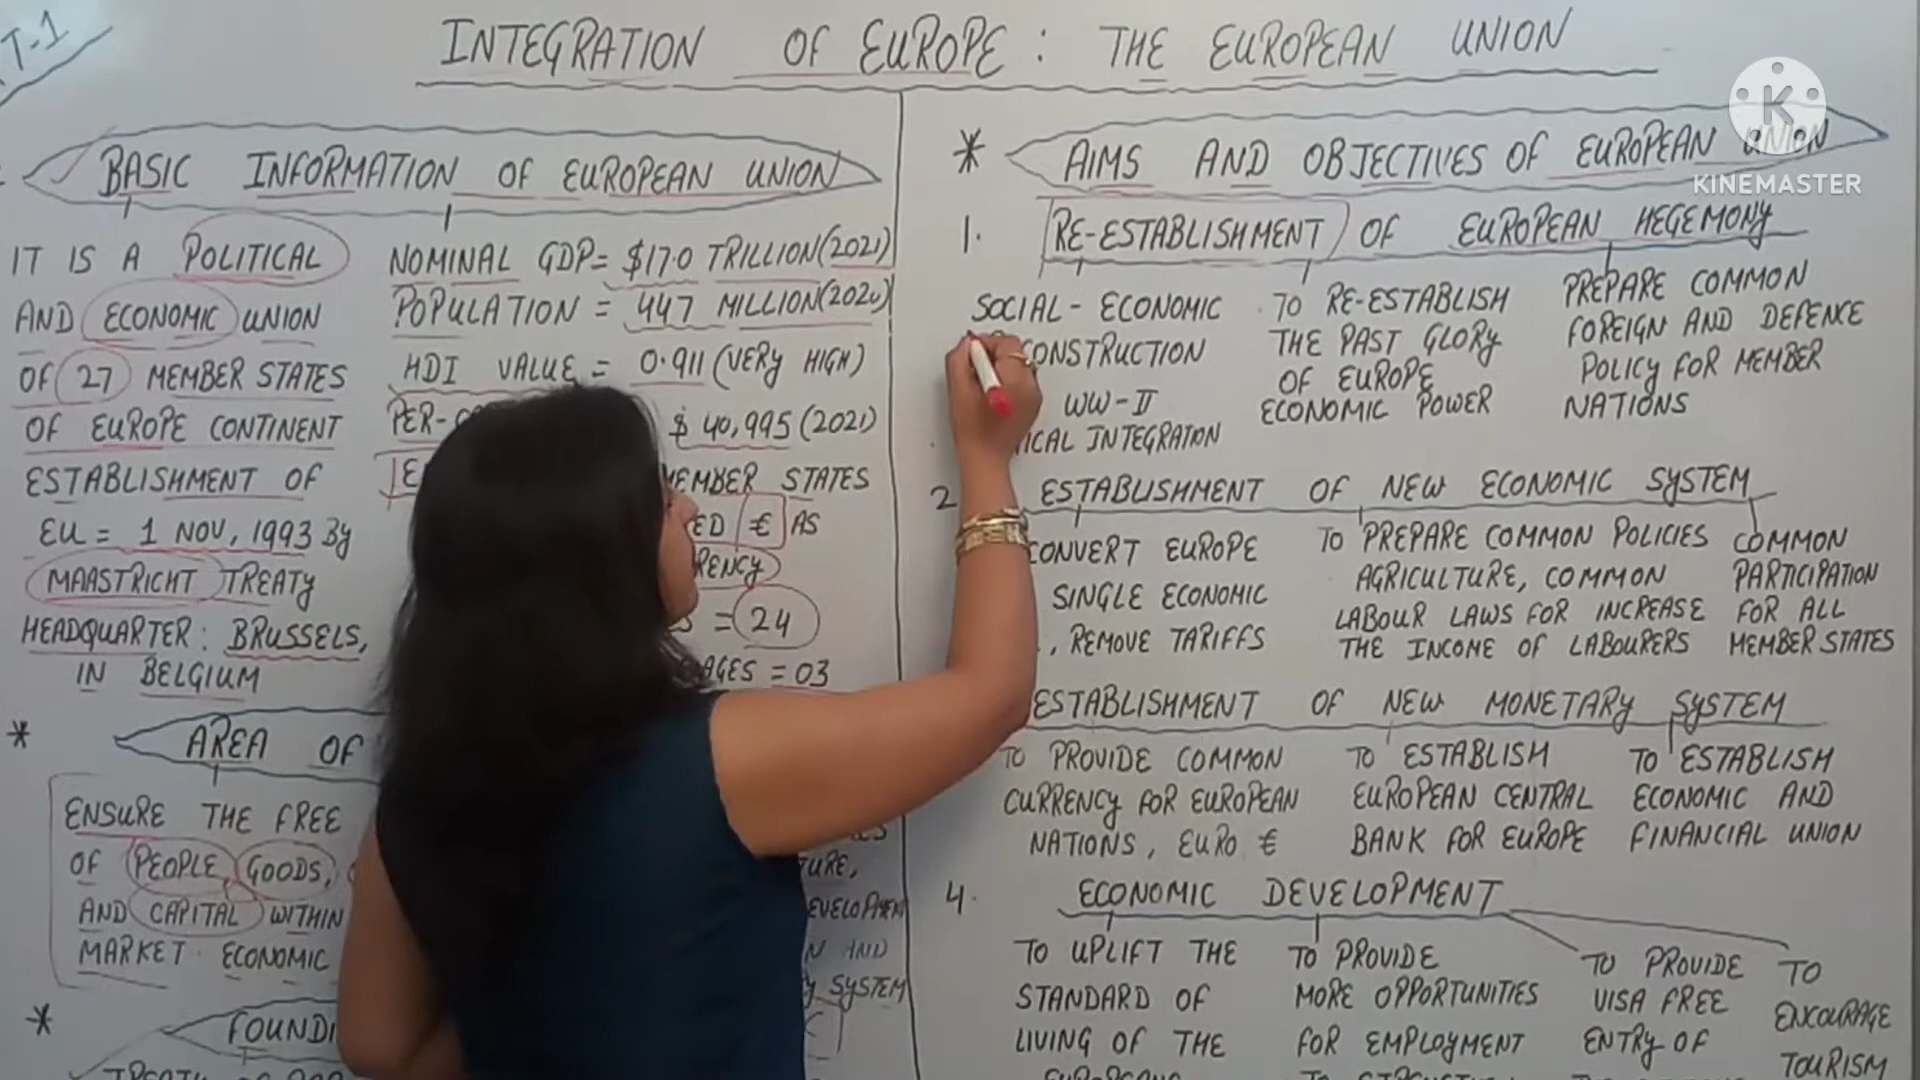 T-1
INTEGRATION OF EUROPE : THE EUROPEAN UNION
KINEMASTER
BASIC INFORMATION OF EUROPEAN UNION
IT IS A POLITICAL
AND ECONOMIC UNION
OF 27 MEMBER STATES
OF EUROPE CONTINENT
ESTABLISHMENT OF
EU = 1 NOV, 1993 By
MAASTRICHT TREATY
HEADQUARTER: BRUSSELS,
IN BELGIUM
NOMINAL GDP= $17.0 TRILLION(2021)
POPULATION = 447 MILLION(2020)
HDI VALUE = 0.911 (VERY HIGH)
PER- $ 40,995 (2021)
MEMBER STATES
€ AS
= 24
= 03
* AREA OF
ENSURE THE FREE
OF PEOPLE, GOODS,
AND CAPITAL WITHIN
MARKET ECONOMIC
AND
SYSTEM
*
* AIMS AND OBJECTIVES OF EUROPEAN UNION
1. RE-ESTABLISHMENT OF EUROPEAN HEGEMONY
SOCIAL - ECONOMIC
WW-II
INTEGRATION
TO RE-ESTABLISH
THE PAST GLORY
OF EUROPE
ECONOMIC POWER
PREPARE COMMON
FOREIGN AND DEFENCE
POLICY FOR MEMBER
NATIONS
2 ESTABLISHMENT OF NEW ECONOMIC SYSTEM
CONVERT EUROPE
SINGLE ECONOMIC
, REMOVE TARIFFS
TO PREPARE COMMON POLICIES
AGRICULTURE, COMMON
LABOUR LAWS FOR INCREASE
THE INCOME OF LABOURERS
COMMON
PARTICIPATION
FOR ALL
MEMBER STATES
ESTABLISHMENT OF NEW MONETARY SYSTEM
TO PROVIDE COMMON
CURRENCY FOR EUROPEAN
NATIONS, EURO €
TO ESTABLISH
EUROPEAN CENTRAL
BANK FOR EUROPE
TO ESTABLISH
ECONOMIC AND
FINANCIAL UNION
4. ECONOMIC DEVELOPMENT
TO UPLIFT THE
STANDARD OF
LIVING OF THE
TO PROVIDE
MORE OPPORTUNITIES
FOR EMPLOYMENT
TO PROVIDE
VISA FREE
ENTRY OF
TO
ENCOURAGE
TOURISM